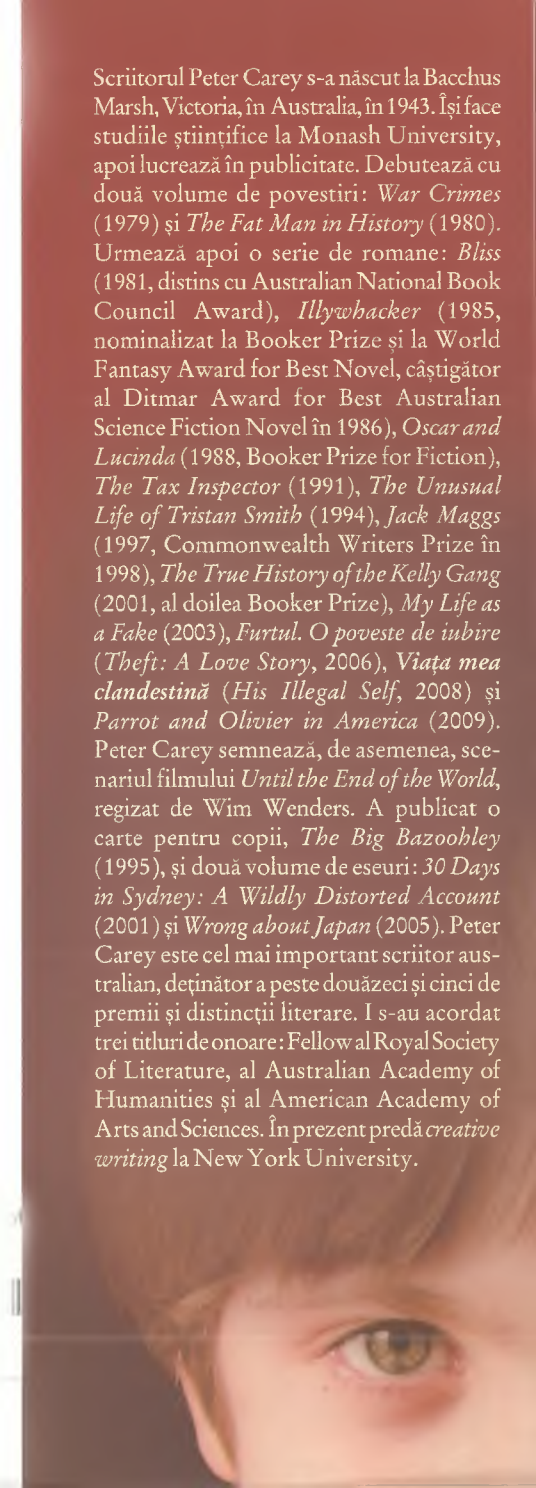 Scriitorul Peter Carey s-a născut la Bacchus
Marsh, Victoria, în Australia, în 1943. Își face
studiile științifice la Monash University,
apoi lucrează în publicitate. Debutează cu
două volume de povestiri: War Crimes
(1979) și The Fat Man in History (1980).
Urmează apoi o serie de romane: Bliss
(1981, distins cu Australian National Book
Council Award), Illywhacker (1985,
nominalizat la Booker Prize și la World
Fantasy Award for Best Novel, câștigător
al Ditmar Award for Best Australian
Science Fiction Novel în 1986), Oscar and
Lucinda (1988, Booker Prize for Fiction),
The Tax Inspector (1991), The Unusual
Life of Tristan Smith (1994), Jack Maggs
(1997, Commonwealth Writers Prize în
1998), The True History of the Kelly Gang
(2001, al doilea Booker Prize), My Life as
a Fake (2003), Furtul. O poveste de iubire
(Theft: A Love Story, 2006), Viața mea
clandestină (His Illegal Self, 2008) și
Parrot and Olivier in America (2009).
Peter Carey semnează, de asemenea, sce-
nariul filmului Until the End of the World,
regizat de Wim Wenders. A publicat o
carte pentru copii, The Big Bazoohley
(1995), și două volume de eseuri: 30 Days
in Sydney: A Wildly Distorted Account
(2001) și Wrong about Japan (2005). Peter
Carey este cel mai important scriitor aus-
tralian, deținător a peste douăzeci și cinci de
premii și distincții literare. I s-au acordat
trei titluri de onoare: Fellow al Royal Society
of Literature, al Australian Academy of
Humanities și al American Academy of
Arts and Sciences. În prezent predă creative
writing la New York University.